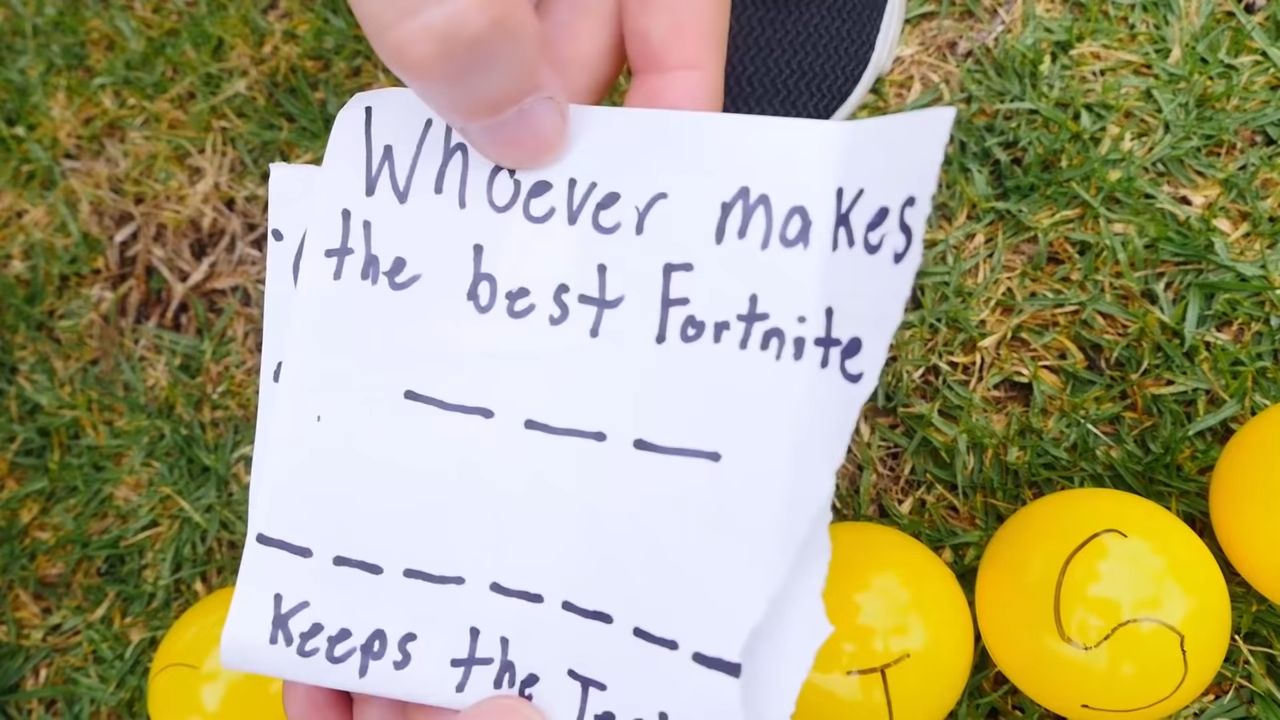 Whoever makes
the best Fortnite
_ _ _
_ _ _ _ _ _ _
Keeps the
T
S